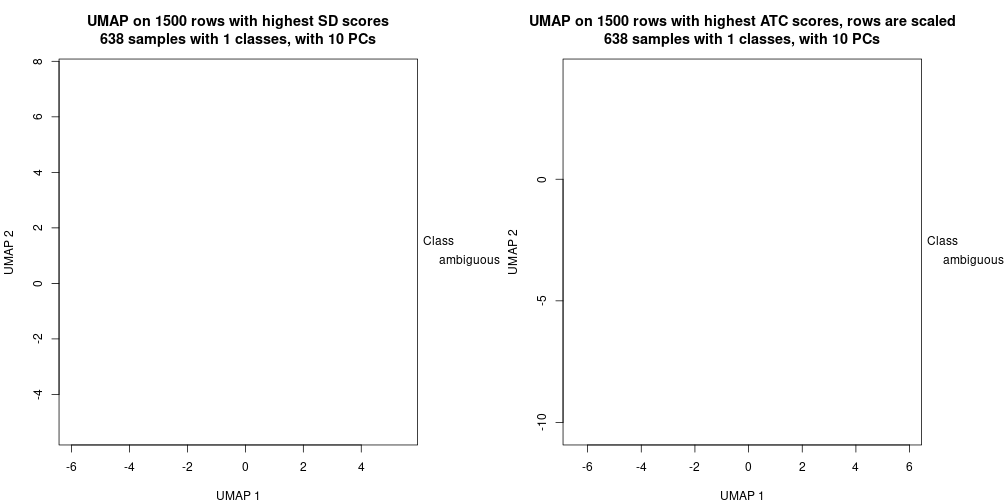 UMAP on 1500 rows with highest SD scores
638 samples with 1 classes, with 10 PCs
8
6
4
2
0
-2
-4
UMAP 2
-6
-4
-2
0
2
4
UMAP 1
Class
ambiguous
UMAP on 1500 rows with highest ATC scores, rows are scaled
638 samples with 1 classes, with 10 PCs
0
-5
-10
UMAP 2
-6
-4
-2
0
2
4
6
UMAP 1
Class
ambiguous